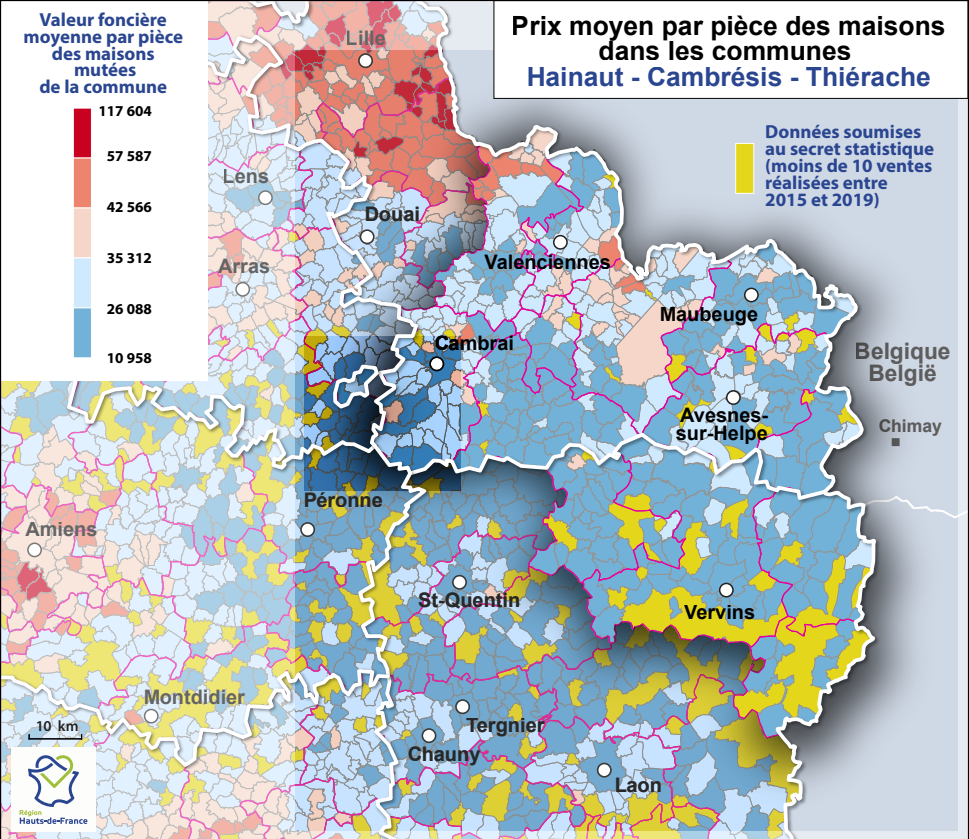 Valeur foncière
moyenne par pièce
des maisons
mutées
de la commune
117 604
57 587
42 566
35 312
26 088
10 958
Prix moyen par pièce des maisons
dans les communes
Hainaut - Cambrésis - Thiérache
Données soumises
au secret statistique
(moins de 10 ventes
réalisées entre
2015 et 2019)
Lille
Lens
Douai
Arras
Valenciennes
Maubeuge
Cambrai
Belgique
België
Avesnes-
sur-Helpe
Chimay
Péronne
Amiens
St-Quentin
Vervins
Montdidier
Tergnier
Chauny
Laon
10 km
Région
Hauts-de-France